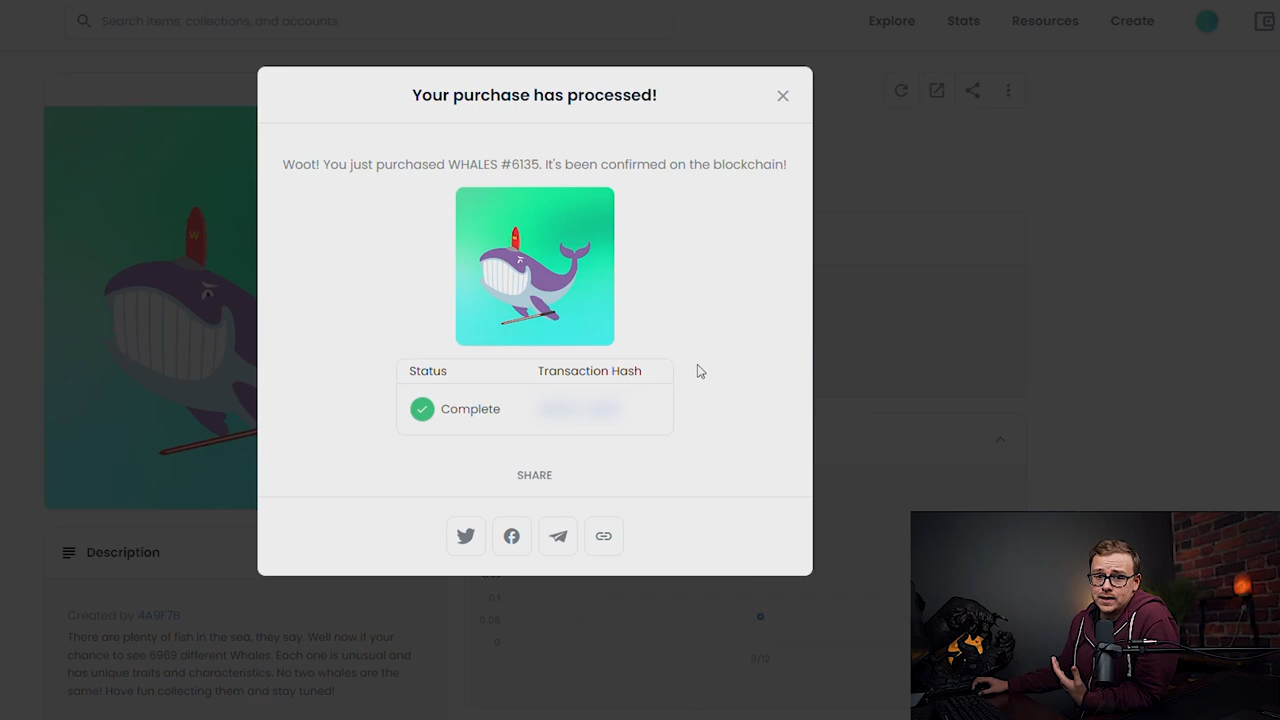 Search items, collections, and accounts
Explore
Stats
Resources
Create
Your purchase has processed!
Woot! You just purchased WHALES #6135. It's been confirmed on the blockchain!
W
W
Status
Transaction Hash
Complete
SHARE
Description
Created by 4A9F7B
There are plenty of fish in the sea, they say. Well now if your
chance to see 6969 different Whales. Each one is unusual and
has unique traits and characteristics. No two whales are the
same! Have fun collecting them and stay tuned!
0.1
0.05
0
9/12